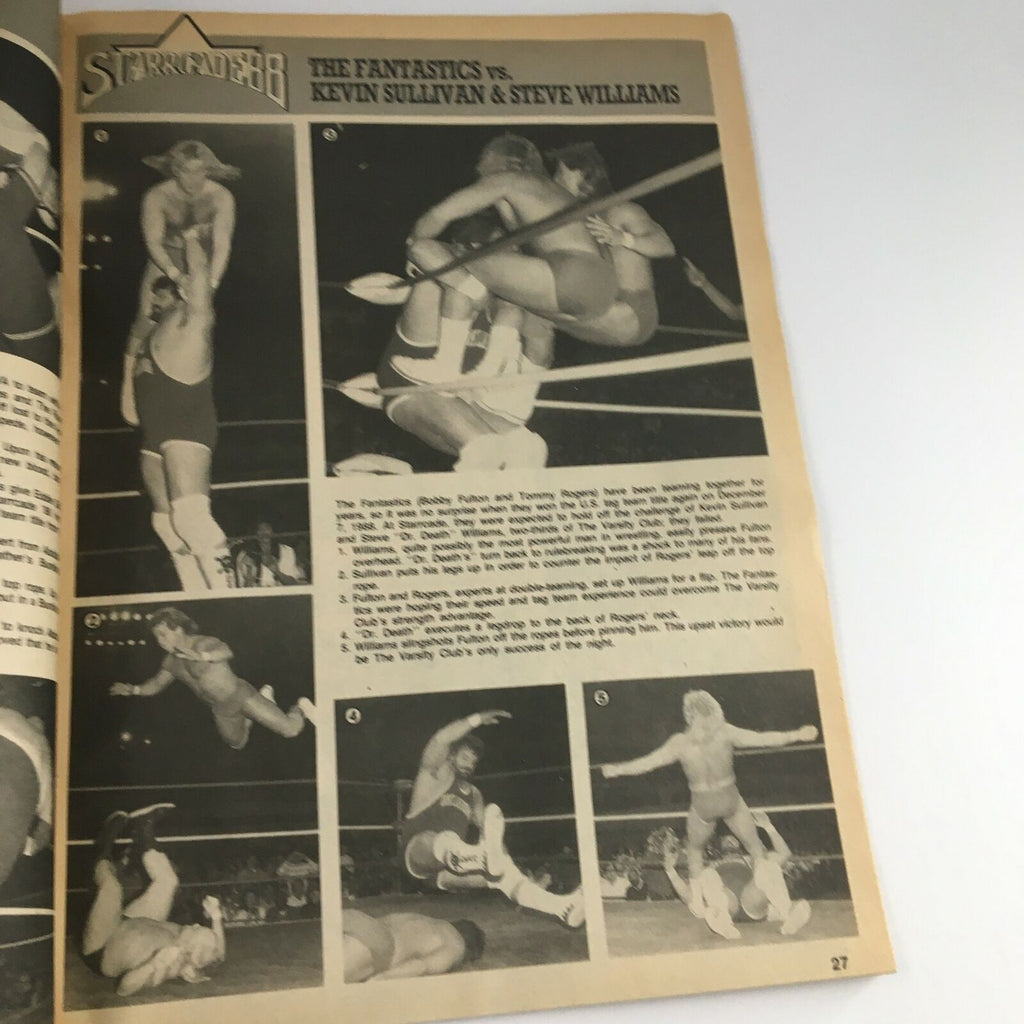 STARRCADE 88
THE FANTASTICS vs.
KEVIN SULLIVAN & STEVE WILLIAMS
1
3
The Fantastics (Bobby Fulton and Tommy Rogers) have been teaming together for
years, so it was no surprise when they won the U.S. tag team title again on December
7, 1988. At Starrcade, they were expected to hold off the challenge of Kevin Sullivan
and Steve "Dr. Death" Williams, two-thirds of The Varsity Club; they failed.
1. Williams, quite possibly the most powerful man in wrestling, easily presses Fulton
overhead. "Dr. Death's" turn back to rulebreaking was a shock to many of his fans.
2. Sullivan puts his legs up in order to counter the impact of Rogers' leap off the top
rope.
3. Fulton and Rogers, experts at double-teaming, set up Williams for a flip. The Fantas
tics were hoping their speed and tag team experience could overcome The Varsity
Club's strength advantage.
4. "Dr. Death" executes a legdrop to the back of Rogers' neck.
5. Williams slingshots Fulton off the ropes before pinning him. This upset victory would
be The Varsity Club's only success of the night.
2
4
5
27